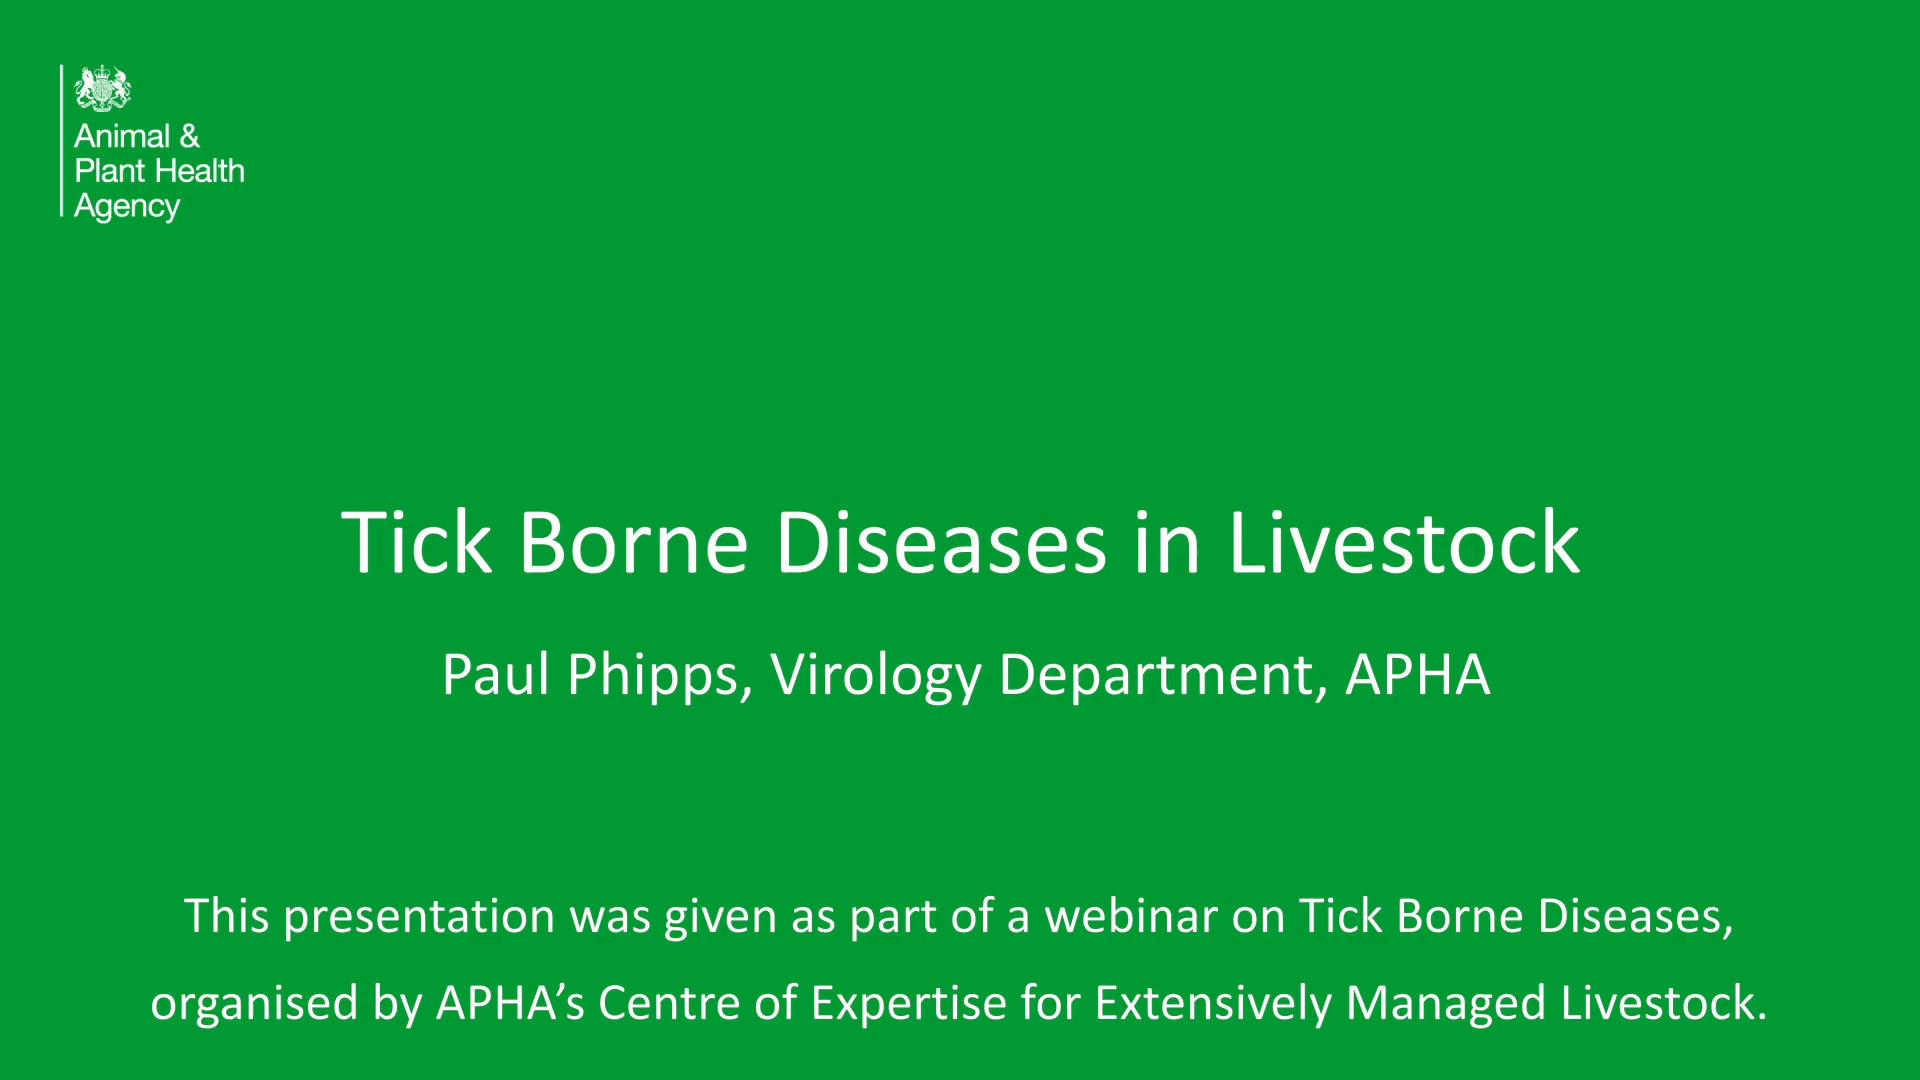 Animal &
Plant Health
Agency
Tick Borne Diseases in Livestock
Paul Phipps, Virology Department, APHA
This presentation was given as part of a webinar on Tick Borne Diseases,
organised by APHA’s Centre of Expertise for Extensively Managed Livestock.